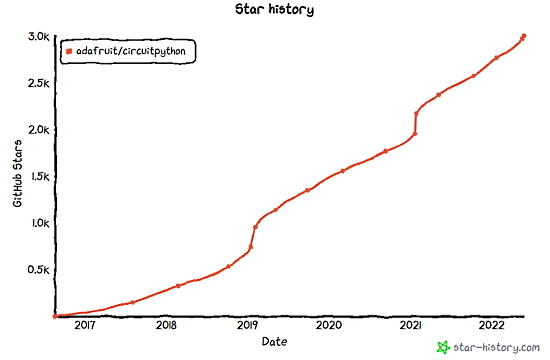 Star history
adafruit/circuitpython
GitHub Stars
3.0k
2.5k
2.0k
1.5k
1.0k
0.5k
2017 2018 2019 2020 2021 2022
Date
star-history.com